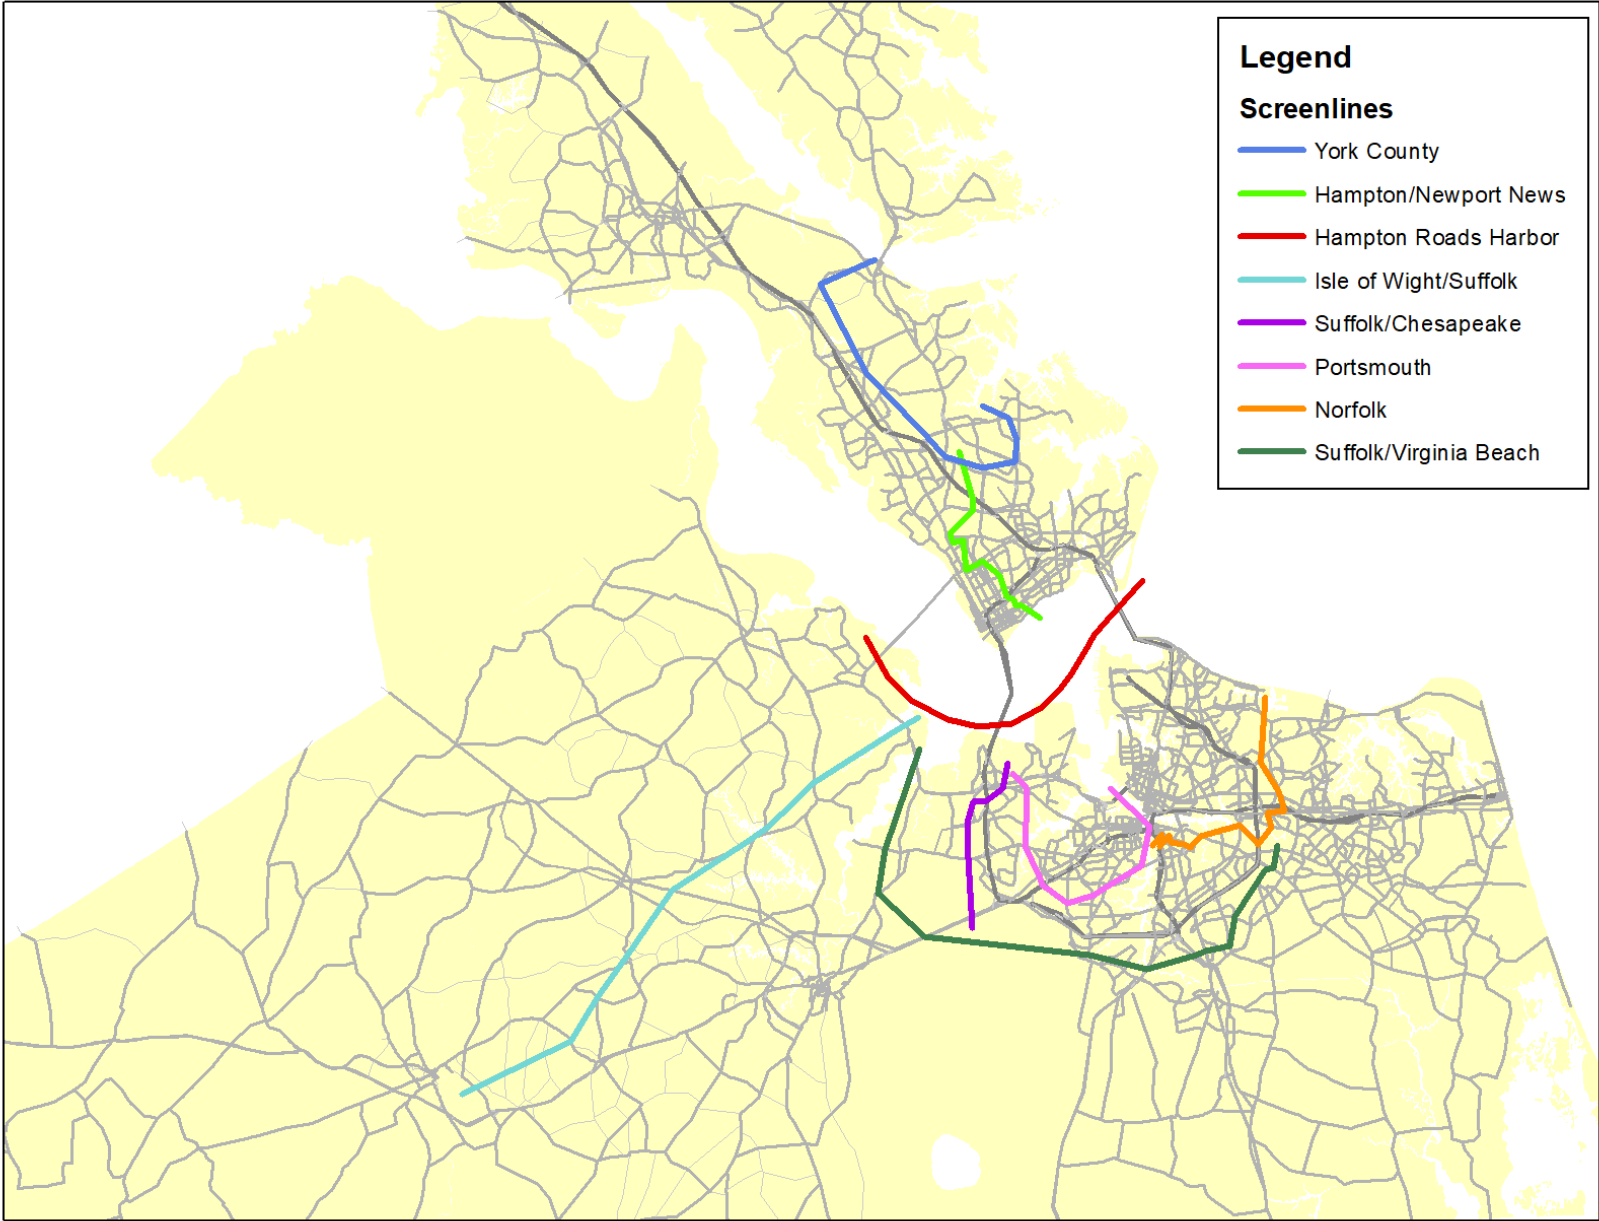 Legend
Screenlines
York County
Hampton/Newport News
Hampton Roads Harbor
Isle of Wight/Suffolk
Suffolk/Chesapeake
Portsmouth
Norfolk
Suffolk/Virginia Beach